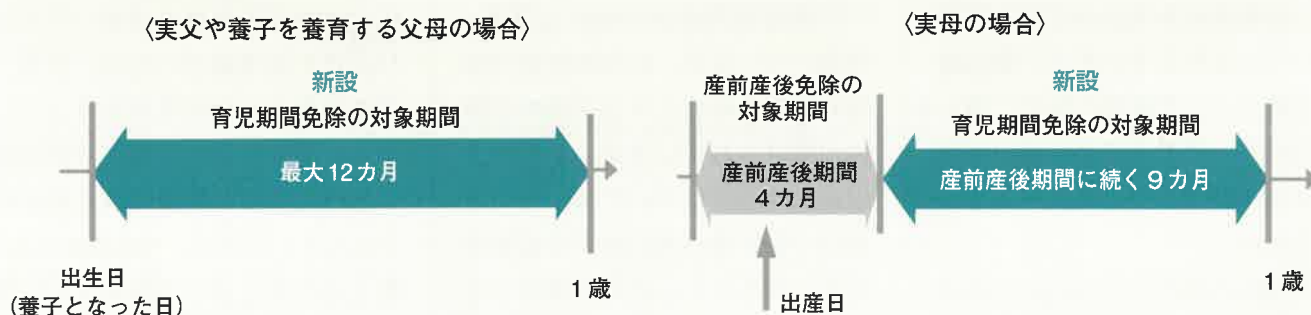 〈実父や養子を養育する父母の場合〉
新設
育児期間免除の対象期間
最大12カ月
出生日
(養子となった日)
1歳
〈実母の場合〉
産前産後免除の
対象期間
新設
育児期間免除の対象期間
産前産後期間
4カ月
産前産後期間に続く9カ月
出産日
1歳